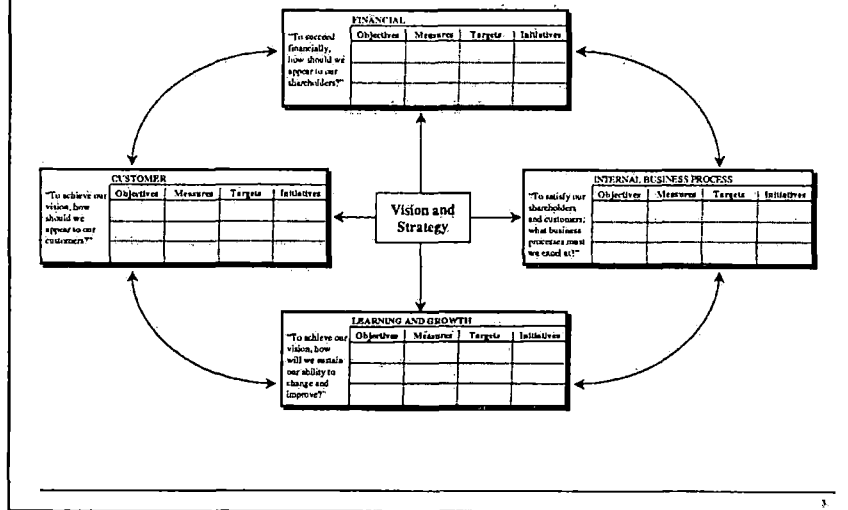 FINANCIAL
"To succeed
financially,
how should we
appear to our
shareholders?"
Objectives Measures Targets Initiatives
CUSTOMER
"To achieve our
vision, how
should we
appear to our
customers?"
Objectives Measures Targets Initiatives
Vision and
Strategy
INTERNAL BUSINESS PROCESS
"To satisfy our
shareholders
and customers,
what business
processes must
we excel at?"
Objectives Measures Targets Initiatives
LEARNING AND GROWTH
"To achieve our
vision, how
will we sustain
our ability to
change and
improve?"
Objectives Measures Targets Initiatives